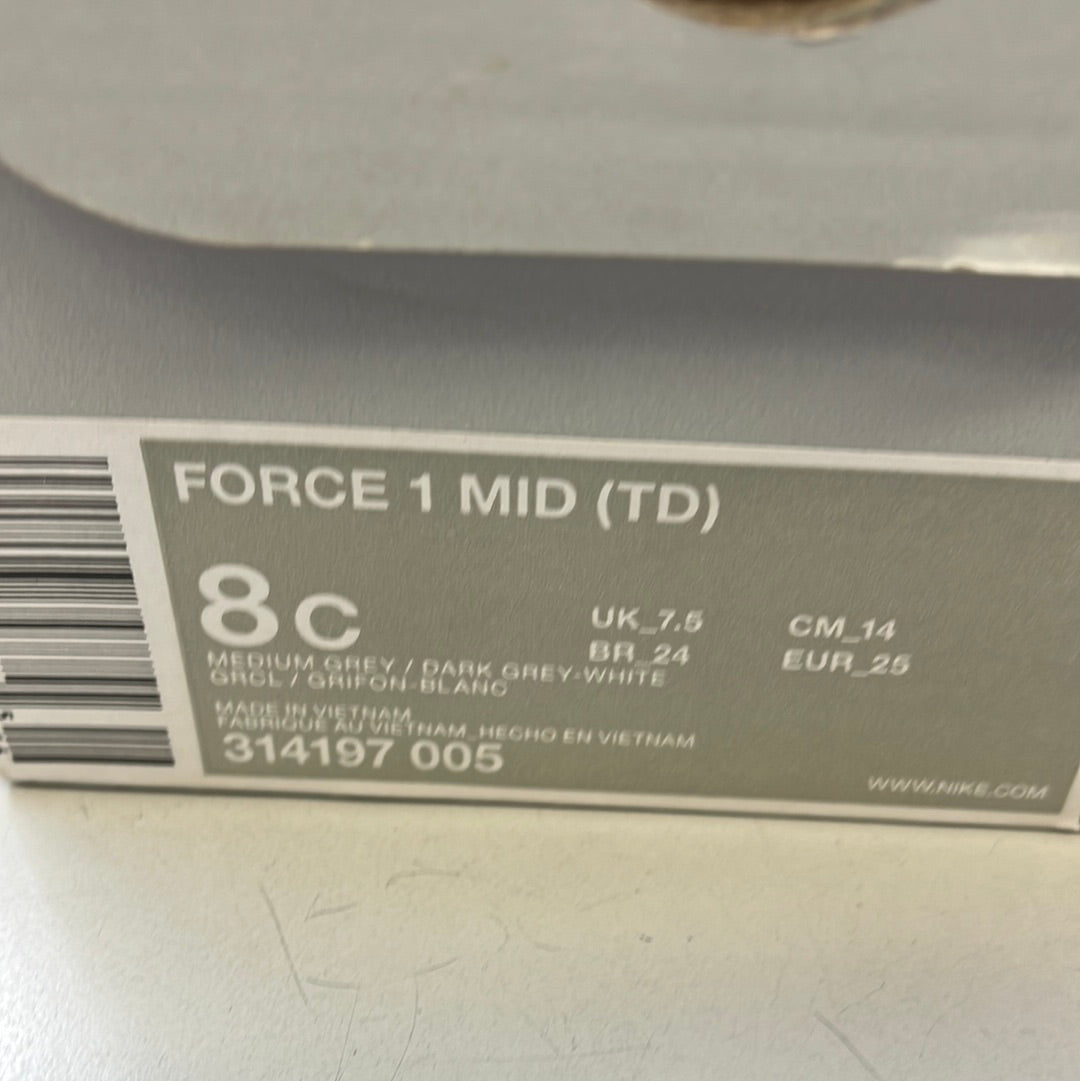 FORCE 1 MID (TD)
8C
UK_7.5 CM_14
BR_24 EUR_25
MEDIUM GREY / DARK GREY-WHITE
GRCL / GRIFON-BLANC
MADE IN VIETNAM
FABRIQUE AU VIETNAM_HECHO EN VIETNAM
314197 005
WWW.NIKE.COM